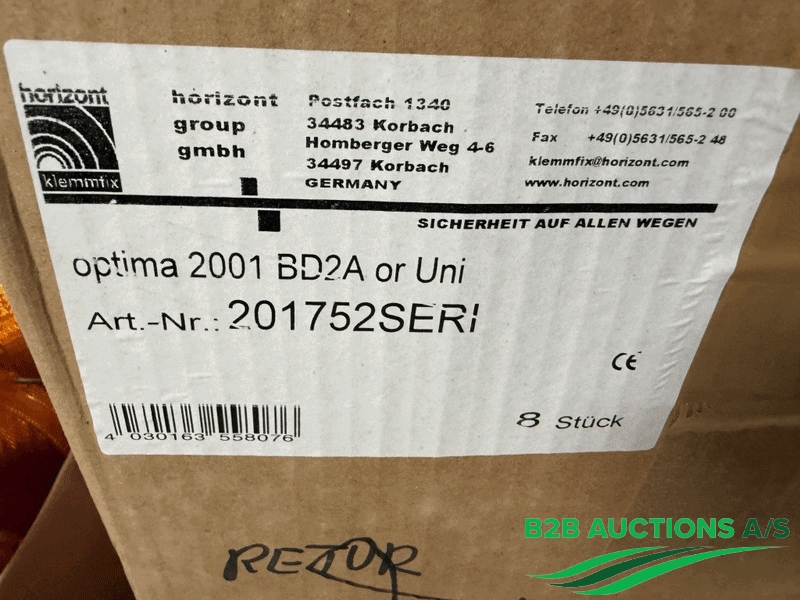 horizont
klemmfix
horizont
group
gmbh
Postfach 1340
34483 Korbach
Homberger Weg 4-6
34497 Korbach
GERMANY
Telefon +49(0)5631/565-2 00
Fax +49(0)5631/565-2 48
klemmfix@horizont.com
www.horizont.com
SICHERHEIT AUF ALLEN WEGEN
optima 2001 BD2A or Uni
Art.-Nr.: 201752SERI
CE
4 030163 558076
8 Stück
B2B AUCTIONS A/S